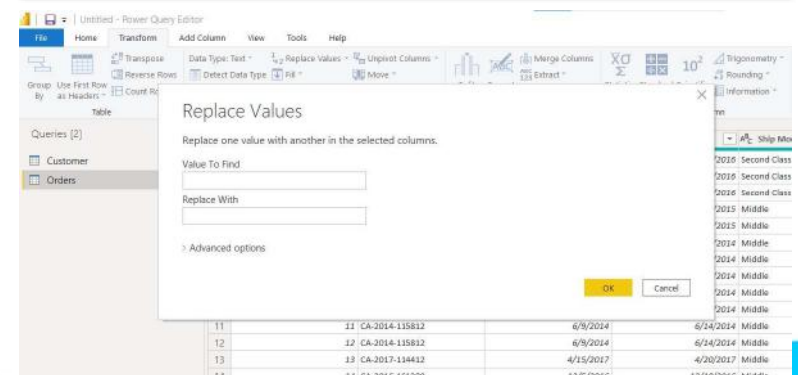 Untitled - Power Query Editor
File Home Transform Add Column View Tools Help
Transpose Data Type: Text Replace Values Unpivot Columns Merge Columns Trigonometry
Reverse Rows Detect Data Type Fill Move Extract Rounding
Group By Use First Row as Headers Count Ro Information
Table
Replace Values
Replace one value with another in the selected columns.
Queries [2]
Value To Find
Customer
Orders
Replace With
Advanced options
OK Cancel
ABC Ship Mo
/2016 Second Class
/2016 Second Class
/2016 Second Class
/2015 Middle
/2015 Middle
/2014 Middle
/2014 Middle
/2014 Middle
/2014 Middle
/2014 Middle
11 11 CA-2014-115812 6/9/2014 6/14/2014 Middle
12 12 CA-2014-115812 6/9/2014 6/14/2014 Middle
13 13 CA-2017-114412 4/15/2017 4/20/2017 Middle